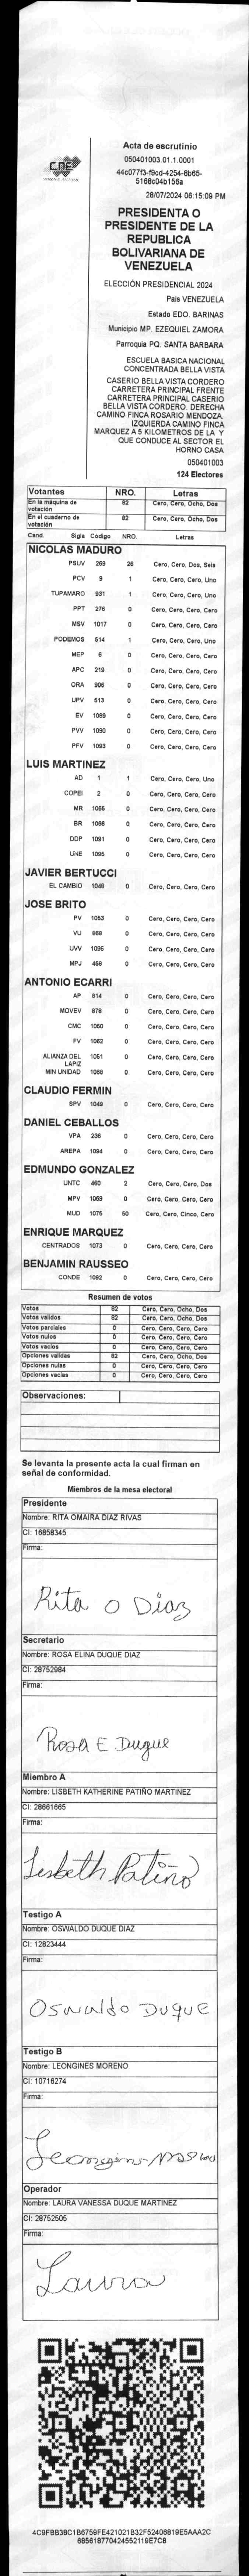 CNE
Acta de escrutinio
050401003.01.1.0001
44c077f3-f9cd-4254-8b65-
5168c04b156a
28/07/2024 06:15:09 PM
PRESIDENTA O
PRESIDENTE DE LA
REPUBLICA
BOLIVARIANA DE
VENEZUELA
ELECCIÓN PRESIDENCIAL 2024
Pais VENEZUELA
Estado EDO. BARINAS
Municipio MP. EZEQUIEL ZAMORA
Parroquia PQ. SANTA BARBARA
ESCUELA BASICA NACIONAL
CONCENTRADA BELLA VISTA
CASERIO BELLA VISTA CORDERO
CARRETERA PRINCIPAL FRENTE
CARRETERA PRINCIPAL CASERIO
BELLA VISTA CORDERO. DERECHA
CAMINO FINCA ROSARIO MENDOZA.
IZQUIERDA CAMINO FINCA
MARQUEZ A 5 KILOMETROS DE LA Y
QUE CONDUCE AL SECTOR EL
HORNO CASA
050401003
124 Electores
Votantes NRO. Letras
En la máquina de votación 82 Cero, Cero, Ocho, Dos
En el cuaderno de votación 82 Cero, Cero, Ocho, Dos
Cand. Sigla Código NRO. Letras
NICOLAS MADURO
PSUV 269 26 Cero, Cero, Dos, Seis
PCV 9 1 Cero, Cero, Cero, Uno
TUPAMARO 931 1 Cero, Cero, Cero, Uno
PPT 276 0 Cero, Cero, Cero, Cero
MSV 1017 0 Cero, Cero, Cero, Cero
PODEMOS 514 1 Cero, Cero, Cero, Uno
MEP 6 0 Cero, Cero, Cero, Cero
APC 219 0 Cero, Cero, Cero, Cero
ORA 906 0 Cero, Cero, Cero, Cero
UPV 513 0 Cero, Cero, Cero, Cero
EV 1089 0 Cero, Cero, Cero, Cero
PVV 1090 0 Cero, Cero, Cero, Cero
PFV 1093 0 Cero, Cero, Cero, Cero
LUIS MARTINEZ
AD 1 1 Cero, Cero, Cero, Uno
COPEI 2 0 Cero, Cero, Cero, Cero
MR 1065 0 Cero, Cero, Cero, Cero
BR 1066 0 Cero, Cero, Cero, Cero
DDP 1091 0 Cero, Cero, Cero, Cero
UNE 1095 0 Cero, Cero, Cero, Cero
JAVIER BERTUCCI
EL CAMBIO 1048 0 Cero, Cero, Cero, Cero
JOSE BRITO
PV 1053 0 Cero, Cero, Cero, Cero
VU 868 0 Cero, Cero, Cero, Cero
UVV 1096 0 Cero, Cero, Cero, Cero
MPJ 459 0 Cero, Cero, Cero, Cero
ANTONIO ECARRI
AP 814 0 Cero, Cero, Cero, Cero
MOVEV 878 0 Cero, Cero, Cero, Cero
CMC 1050 0 Cero, Cero, Cero, Cero
FV 1062 0 Cero, Cero, Cero, Cero
ALIANZA DEL LAPIZ 1051 0 Cero, Cero, Cero, Cero
MIN UNIDAD 1059 0 Cero, Cero, Cero, Cero
CLAUDIO FERMIN
SPV 1049 0 Cero, Cero, Cero, Cero
DANIEL CEBALLOS
VPA 236 0 Cero, Cero, Cero, Cero
AREPA 1094 0 Cero, Cero, Cero, Cero
EDMUNDO GONZALEZ
UNTC 460 2 Cero, Cero, Cero, Dos
MPV 1069 0 Cero, Cero, Cero, Cero
MUD 1075 50 Cero, Cero, Cinco, Cero
ENRIQUE MARQUEZ
CENTRADOS 1073 0 Cero, Cero, Cero, Cero
BENJAMIN RAUSSEO
CONDE 1092 0 Cero, Cero, Cero, Cero
Resumen de votos
Votos 82 Cero, Cero, Ocho, Dos
Votos validos 82 Cero, Cero, Ocho, Dos
Votos parciales 0 Cero, Cero, Cero, Cero
Votos nulos 0 Cero, Cero, Cero, Cero
Votos vacios 0 Cero, Cero, Cero, Cero
Opciones validas 82 Cero, Cero, Ocho, Dos
Opciones nulas 0 Cero, Cero, Cero, Cero
Opciones vacias 0 Cero, Cero, Cero, Cero
Observaciones:
Se levanta la presente acta la cual firman en
señal de conformidad.
Miembros de la mesa electoral
Presidente
Nombre: RITA OMAIRA DIAZ RIVAS
CI: 16858345
Firma:
Rita O Diaz
Secretario
Nombre: ROSA ELINA DUQUE DIAZ
CI: 28752984
Firma:
Rosa E Duque
Miembro A
Nombre: LISBETH KATHERINE PATIÑO MARTINEZ
CI: 28661665
Firma:
Lisbeth Patino
Testigo A
Nombre: OSWALDO DUQUE DIAZ
CI: 12823444
Firma:
Oswaldo DUQUE
Testigo B
Nombre: LEONGINES MORENO
CI: 10716274
Firma:
Leongines Moreno
Operador
Nombre: LAURA VANESSA DUQUE MARTINEZ
CI: 28752505
Firma:
Laura
4C9FBB38C1B6759FE421021B32F52406819E5AAA2C
685618770424552119E7C8